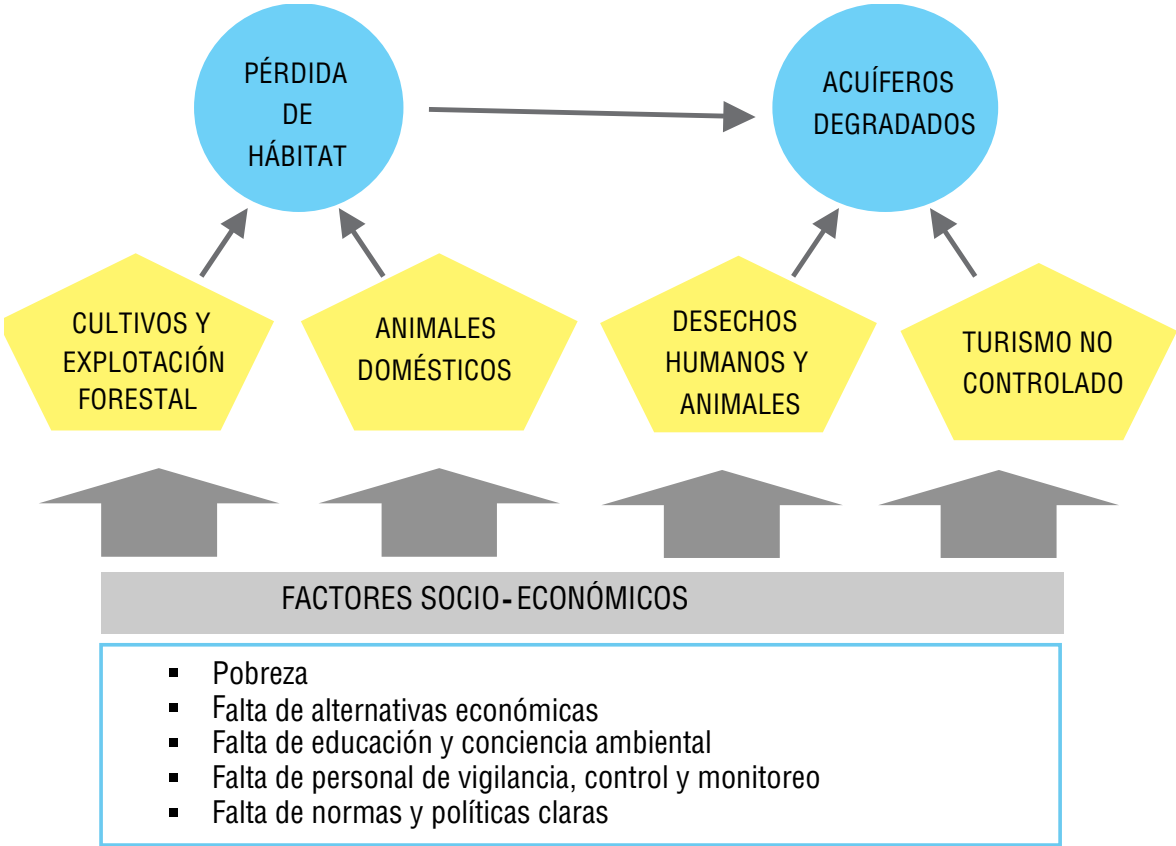 PÉRDIDA
DE
HÁBITAT
ACUÍFEROS
DEGRADADOS
CULTIVOS Y
EXPLOTACIÓN
FORESTAL
ANIMALES
DOMÉSTICOS
DESECHOS
HUMANOS Y
ANIMALES
TURISMO NO
CONTROLADO
FACTORES SOCIO-ECONÓMICOS
▪ Pobreza
▪ Falta de alternativas económicas
▪ Falta de educación y conciencia ambiental
▪ Falta de personal de vigilancia, control y monitoreo
▪ Falta de normas y políticas claras